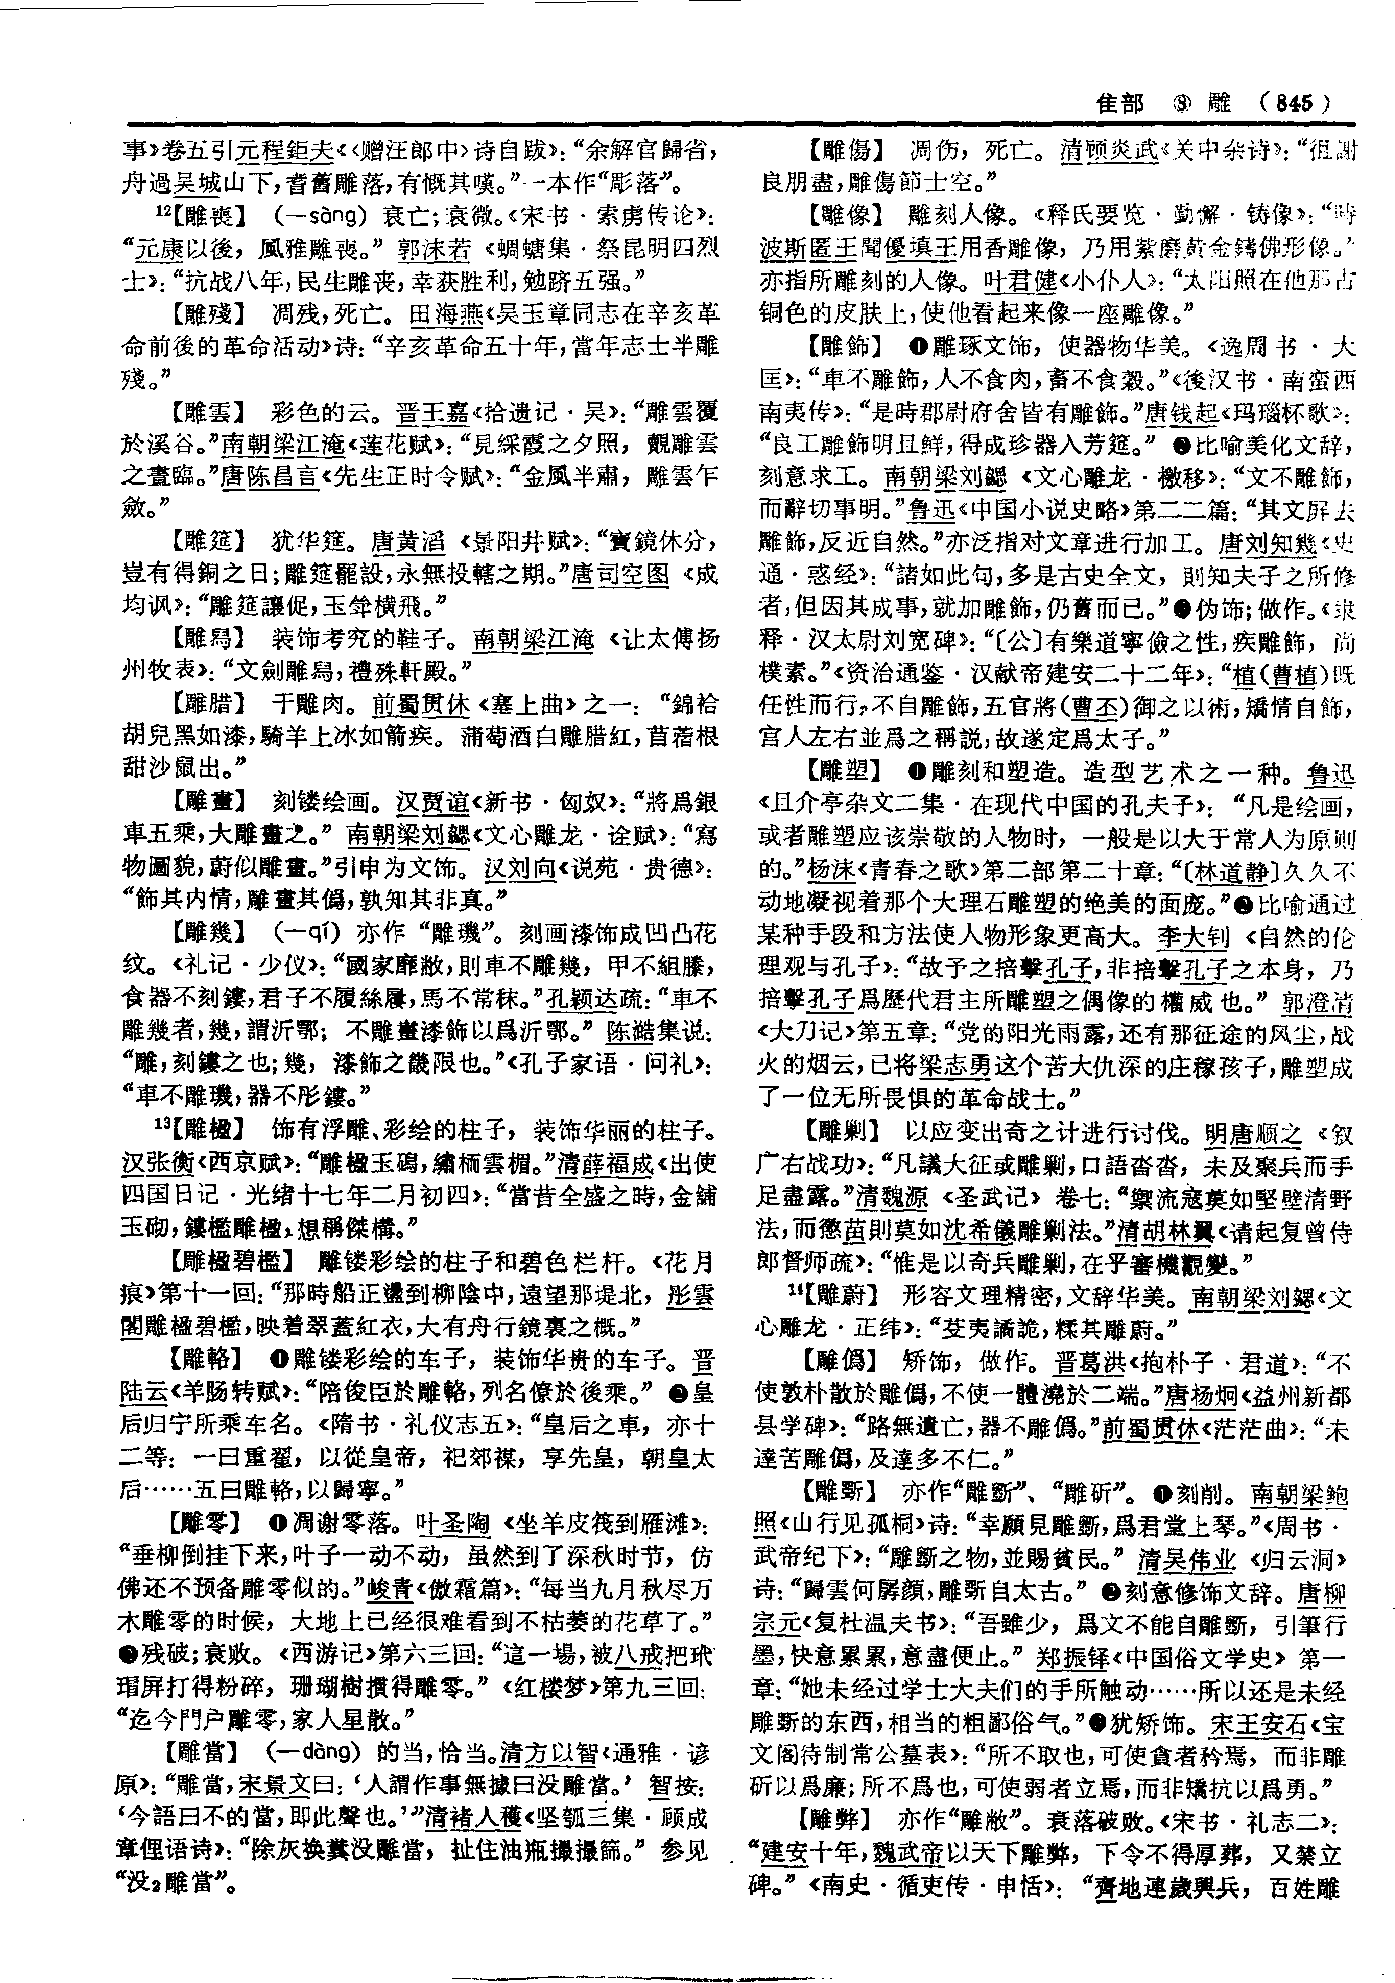 隹部 ⑧ 雕 （845）
事》卷五引元程鉅夫《〈赠汪郎中〉诗自跋》：“余解官歸省，
舟過吴城山下，耆舊雕落，有慨其嘆。”一本作“彫落”。
12【雕喪】（—sàng）衰亡；衰微。《宋书·索虏传论》：
“元康以後，風雅雕喪。”郭沫若《蜩螗集·祭昆明四烈
士》：“抗战八年，民生雕丧，幸获胜利，勉跻五强。”
【雕殘】 凋残，死亡。田海燕《吴玉章同志在辛亥革
命前後的革命活动》诗：“辛亥革命五十年，當年志士半雕
殘。”
【雕雲】 彩色的云。晋王嘉《拾遗记·吴》：“雕雲覆
於溪谷。”南朝梁江淹《莲花赋》：“見綵霞之夕照，覿雕雲
之晝臨。”唐陈昌言《先生正时令赋》：“金風半肅，雕雲乍
斂。”
【雕筵】 犹华筵。唐黄滔《景阳井赋》：“寶鏡休分，
豈有得銅之日；雕筵罷設，永無投轄之期。”唐司空图《成
均讽》：“雕筵讓促，玉斝横飛。”
【雕舄】 装饰考究的鞋子。南朝梁江淹《让太傅扬
州牧表》：“文劍雕舄，禮殊軒殿。”
【雕腊】 干雕肉。前蜀贯休《塞上曲》之一：“錦袷
胡兒黑如漆，騎羊上冰如箭疾。蒲萄酒白雕腊紅，苜蓿根
甜沙鼠出。”
【雕畫】 刻镂绘画。汉贾谊《新书·匈奴》：“將爲銀
車五乘，大雕畫之。”南朝梁刘勰《文心雕龙·诠赋》：“寫
物圖貌，蔚似雕畫。”引申为文饰。汉刘向《说苑·贵德》：
“飾其内情，雕畫其僞，孰知其非真。”
【雕幾】（—qí）亦作“雕璣”。刻画漆饰成凹凸花
纹。《礼记·少仪》：“國家靡敝，則車不雕幾，甲不組縢，
食器不刻鏤，君子不履絲屨，馬不常秣。”孔颖达疏：“車不
雕幾者，幾，謂沂鄂；不雕畫漆飾以爲沂鄂。”陈澔集说：
“雕，刻鏤之也；幾，漆飾之畿限也。”《孔子家语·问礼》：
“車不雕璣，器不彤鏤。”
13【雕楹】 饰有浮雕、彩绘的柱子，装饰华丽的柱子。
汉张衡《西京赋》：“雕楹玉磶，繡栭雲楣。”清薛福成《出使
四国日记·光绪十七年二月初四》：“當昔全盛之時，金鋪
玉砌，鏤檻雕楹，想稱傑構。”
【雕楹碧檻】 雕镂彩绘的柱子和碧色栏杆。《花月
痕》第十一回：“那時船正盪到柳陰中，遠望那堤北，彤雲
閣雕楹碧檻，映着翠蓋紅衣，大有舟行鏡裏之概。”
【雕輅】 ❶雕镂彩绘的车子，装饰华贵的车子。晋
陆云《羊肠转赋》：“陪俊臣於雕輅，列名僚於後乘。”❷皇
后归宁所乘车名。《隋书·礼仪志五》：“皇后之車，亦十
二等：一曰重翟，以從皇帝，祀郊禖，享先皇，朝皇太
后……五曰雕輅，以歸寧。”
【雕零】 ❶凋谢零落。叶圣陶《坐羊皮筏到雁滩》：
“垂柳倒挂下来，叶子一动不动，虽然到了深秋时节，仿
佛还不预备雕零似的。”峻青《傲霜篇》：“每当九月秋尽万
木雕零的时候，大地上已经很难看到不枯萎的花草了。”
❷残破；衰败。《西游记》第六三回：“這一場，被八戒把玳
瑁屏打得粉碎，珊瑚樹摜得雕零。”《红楼梦》第九三回：
“迄今門户雕零，家人星散。”
【雕當】（—dàng）的当，恰当。清方以智《通雅·谚
原》：“雕當，宋景文曰：‘人謂作事無據曰没雕當。’智按：
‘今語曰不的當，即此聲也。’”清褚人穫《坚瓠三集·顾成
章俚语诗》：“除灰换糞没雕當，扯住油瓶撮撮篩。”参见
“没2雕當”。
【雕傷】 凋伤，死亡。清顾炎武《关中杂诗》：“徂謝
良朋盡，雕傷節士空。”
【雕像】 雕刻人像。《释氏要览·勤懈·铸像》：“時
波斯匿王聞優填王用香雕像，乃用紫磨黄金鑄佛形像。”
亦指所雕刻的人像。叶君健《小仆人》：“太阳照在他那古
铜色的皮肤上，使他看起来像一座雕像。”
【雕飾】 ❶雕琢文饰，使器物华美。《逸周书·大
匡》：“車不雕飾，人不食肉，畜不食穀。”《後汉书·南蛮西
南夷传》：“是時郡尉府舍皆有雕飾。”唐钱起《玛瑙杯歌》：
“良工雕飾明且鮮，得成珍器入芳筵。”❷比喻美化文辞，
刻意求工。南朝梁刘勰《文心雕龙·檄移》：“文不雕飾，
而辭切事明。”鲁迅《中国小说史略》第二二篇：“其文屏去
雕飾，反近自然。”亦泛指对文章进行加工。唐刘知幾《史
通·惑经》：“諸如此句，多是古史全文，則知夫子之所修
者，但因其成事，就加雕飾，仍舊而已。”❸伪饰；做作。《隶
释·汉太尉刘宽碑》：“〔公〕有樂道寧儉之性，疾雕飾，尚
樸素。”《资治通鉴·汉献帝建安二十二年》：“植（曹植）既
任性而行，不自雕飾，五官將（曹丕）御之以術，矯情自飾，
宫人左右並爲之稱説，故遂定爲太子。”
【雕塑】 ❶雕刻和塑造。造型艺术之一种。鲁迅
《且介亭杂文二集·在现代中国的孔夫子》：“凡是绘画，
或者雕塑应该崇敬的人物时，一般是以大于常人为原则
的。”杨沫《青春之歌》第二部第二十章：“〔林道静〕久久不
动地凝视着那个大理石雕塑的绝美的面庞。”❷比喻通过
某种手段和方法使人物形象更高大。李大钊《自然的伦
理观与孔子》：“故予之掊擊孔子，非掊擊孔子之本身，乃
掊擊孔子爲歷代君主所雕塑之偶像的權威也。”郭澄清
《大刀记》第五章：“党的阳光雨露，还有那征途的风尘，战
火的烟云，已将梁志勇这个苦大仇深的庄稼孩子，雕塑成
了一位无所畏惧的革命战士。”
【雕剿】 以应变出奇之计进行讨伐。明唐顺之《叙
广右战功》：“凡議大征或雕剿，口語沓沓，未及聚兵而手
足盡露。”清魏源《圣武记》卷七：“禦流寇莫如堅壁清野
法，而懲苗則莫如沈希儀雕剿法。”清胡林翼《请起复曾侍
郎督师疏》：“惟是以奇兵雕剿，在乎審機觀變。”
14【雕蔚】 形容文理精密，文辞华美。南朝梁刘勰《文
心雕龙·正纬》：“芟夷譎詭，糅其雕蔚。”
【雕僞】 矫饰，做作。晋葛洪《抱朴子·君道》：“不
使敦朴散於雕僞，不使一體澆於二端。”唐杨炯《益州新都
县学碑》：“路無遺亡，器不雕僞。”前蜀贯休《茫茫曲》：“未
達苦雕僞，及達多不仁。”
【雕斲】 亦作“雕斵”、“雕斫”。❶刻削。南朝梁鲍
照《山行见孤桐》诗：“幸願見雕斵，爲君堂上琴。”《周书·
武帝纪下》：“雕斵之物，並賜貧民。”清吴伟业《归云洞》
诗：“歸雲何孱顔，雕斲自太古。”❷刻意修饰文辞。唐柳
宗元《复杜温夫书》：“吾雖少，爲文不能自雕斵，引筆行
墨，快意累累，意盡便止。”郑振铎《中国俗文学史》第一
章：“她未经过学士大夫们的手所触动……所以还是未经
雕斲的东西，相当的粗鄙俗气。”❸犹矫饰。宋王安石《宝
文阁待制常公墓表》：“所不取也，可使貪者矜焉，而非雕
斫以爲廉；所不爲也，可使弱者立焉，而非矯抗以爲勇。”
【雕弊】 亦作“雕敝”。衰落破败。《宋书·礼志二》：
“建安十年，魏武帝以天下雕弊，下令不得厚葬，又禁立
碑。”《南史·循吏传·申恬》：“齊地連歲興兵，百姓雕